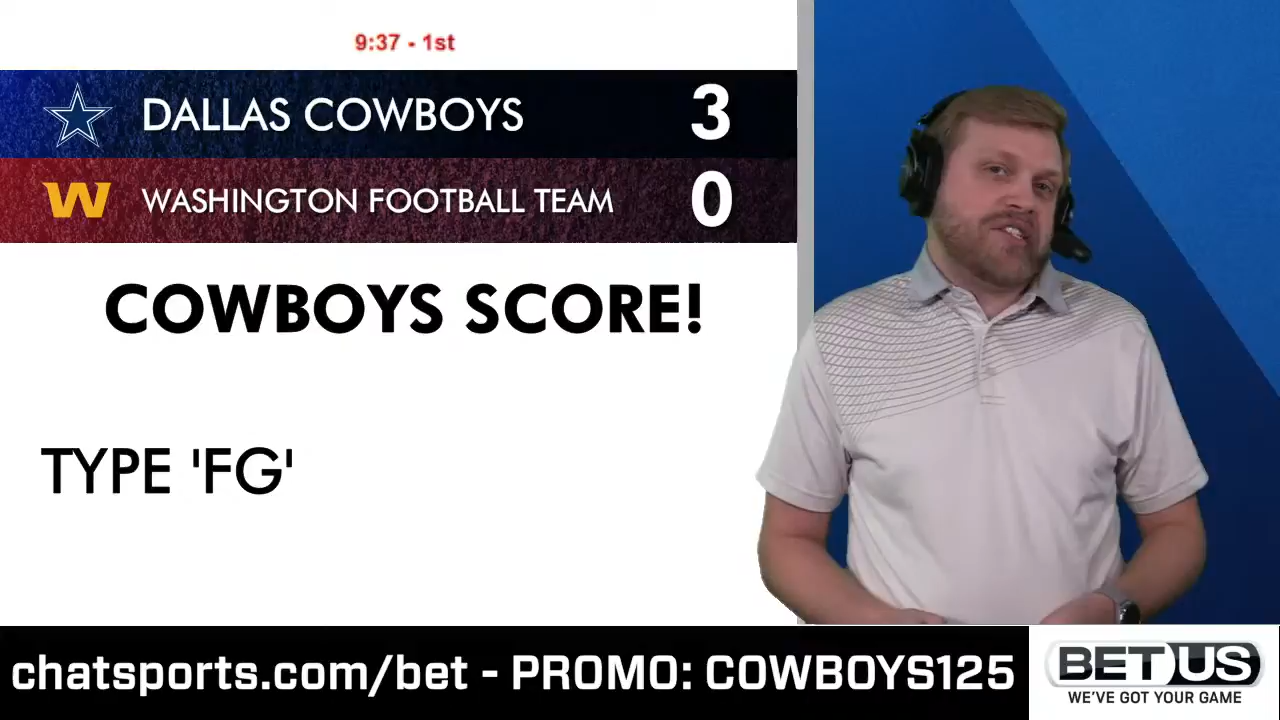 9:37 - 1st
DALLAS COWBOYS 3
W WASHINGTON FOOTBALL TEAM 0
COWBOYS SCORE!
TYPE 'FG'
chatsports.com/bet - PROMO: COWBOYS125
BETUS
WE'VE GOT YOUR GAME